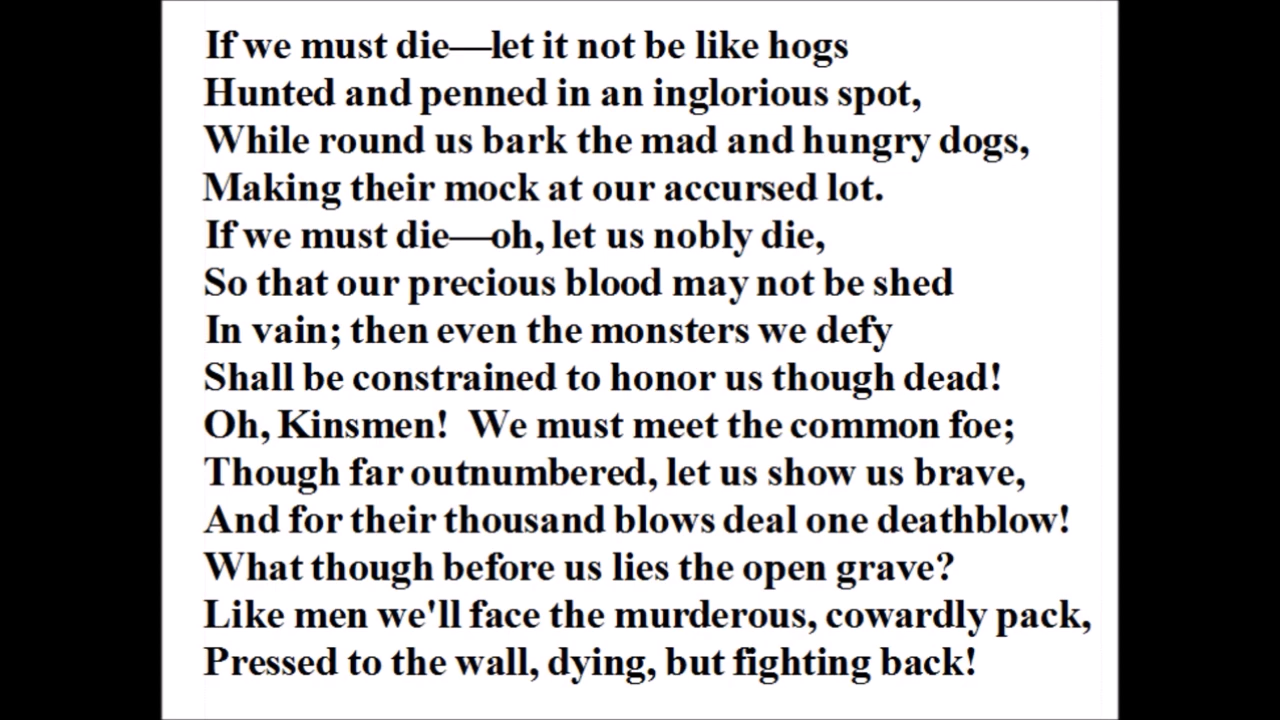 If we must die—let it not be like hogs
Hunted and penned in an inglorious spot,
While round us bark the mad and hungry dogs,
Making their mock at our accursed lot.
If we must die—oh, let us nobly die,
So that our precious blood may not be shed
In vain; then even the monsters we defy
Shall be constrained to honor us though dead!
Oh, Kinsmen!  We must meet the common foe;
Though far outnumbered, let us show us brave,
And for their thousand blows deal one deathblow!
What though before us lies the open grave?
Like men we'll face the murderous, cowardly pack,
Pressed to the wall, dying, but fighting back!